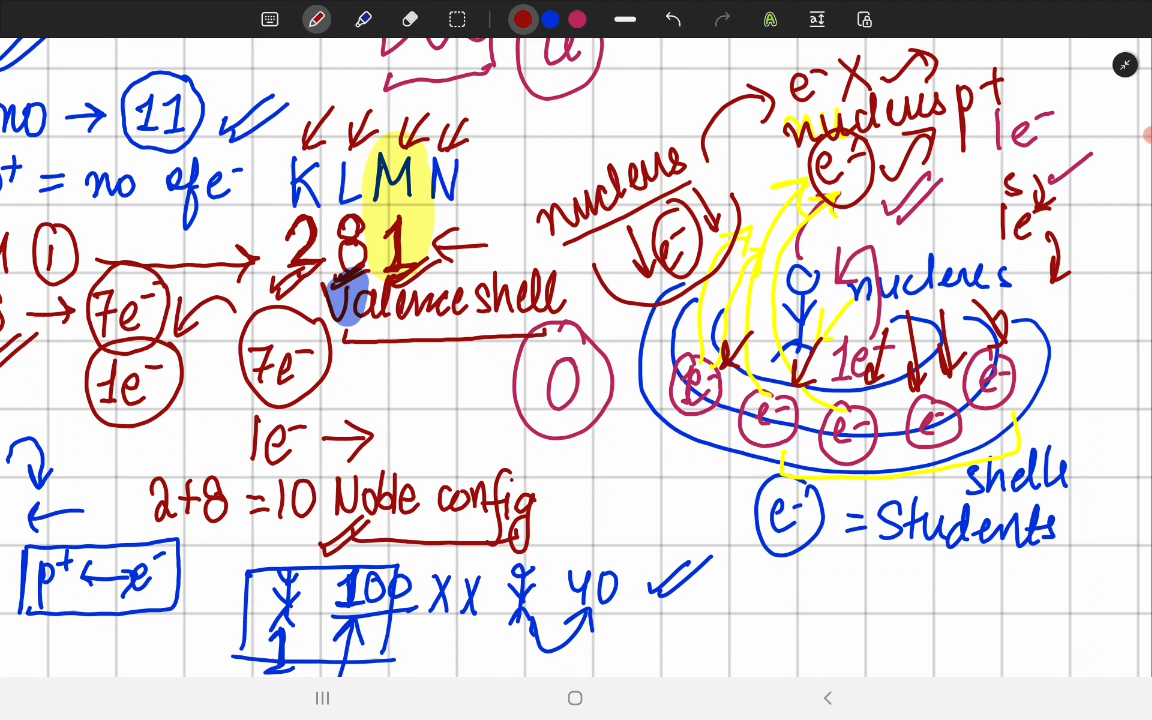 no → 11
p+ = no of e-
K L M N
2 8 1
Valence shell
7e-
1e-
7e-
1e- →
2+8 = 10 Noble config
p+ ↔ e-
1 100 X X 40
nucleus
e-
e- X
nucleus p+
e-
1e-
s
1e-
nucleus
1e-
e- e- e- e-
shells
e- = Students
0